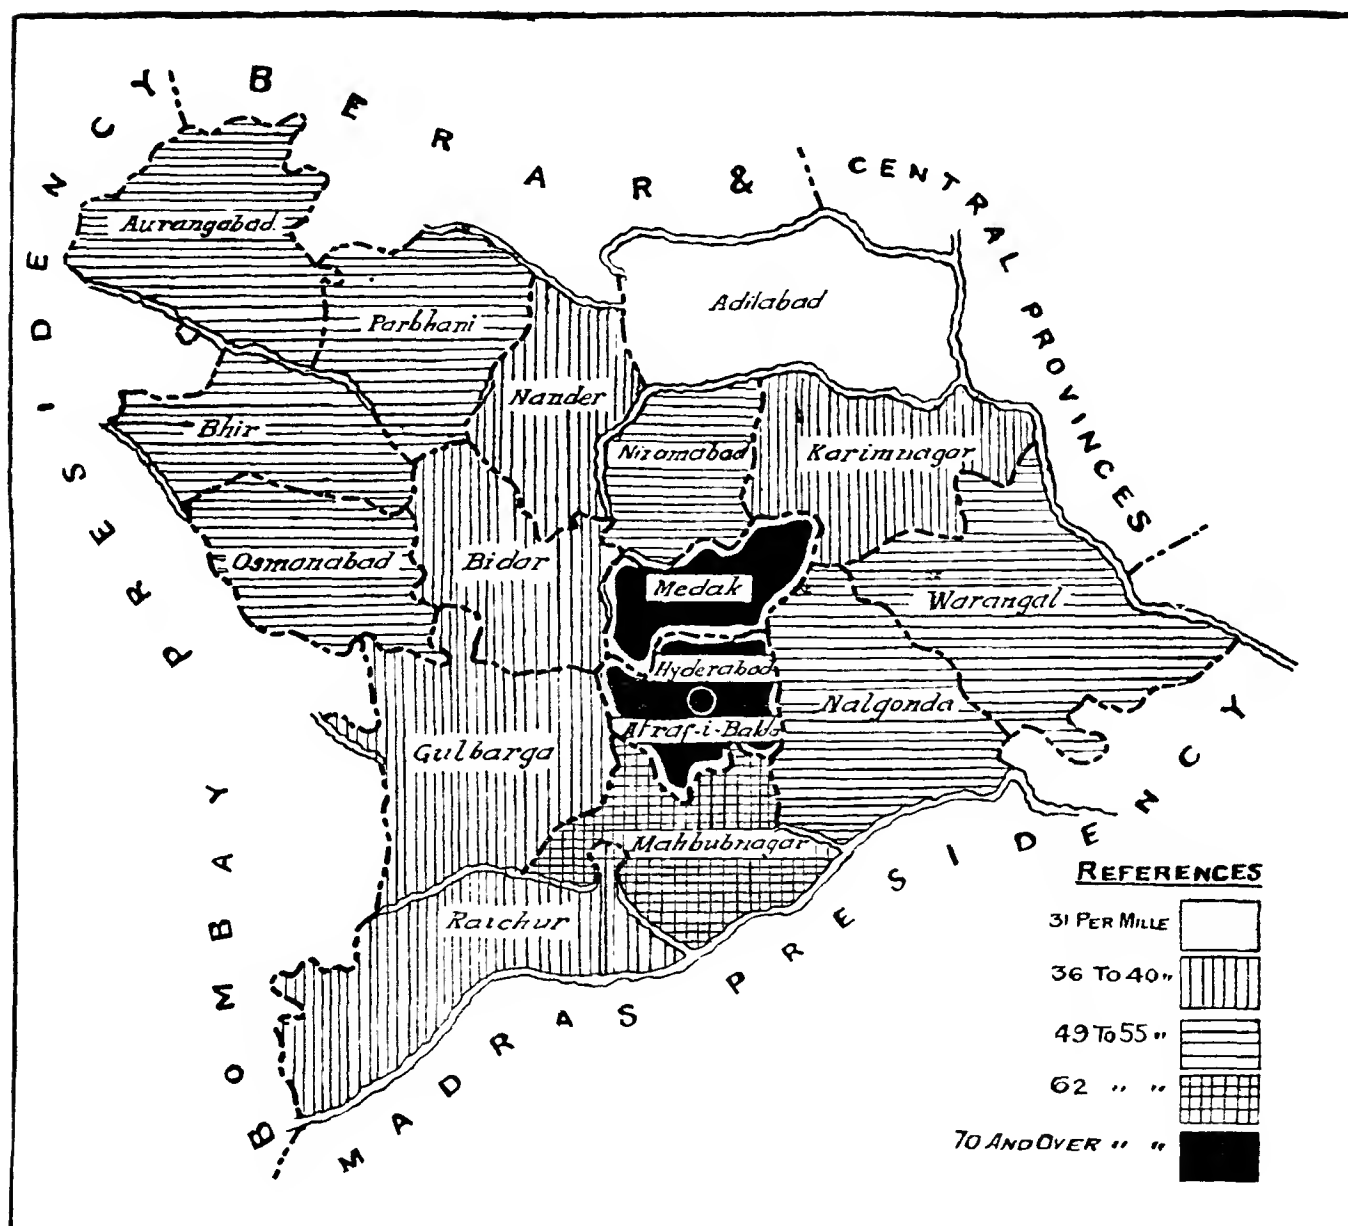 BOMBAY PRESIDENCY
BERAR & CENTRAL PROVINCES
Aurangabad
Parbhani
Adilabad
Nander
Bhir
Nizamabad
Karimnagar
Osmanabad
Bidar
Medak
Warangal
Hyderabad
Atraf-i-Balda
Nalgonda
Gulbarga
Mahbubnagar
Raichur
MADRAS PRESIDENCY
REFERENCES
31 PER MILLE
36 TO 40 "
49 TO 55 "
62 " "
70 AND OVER " "